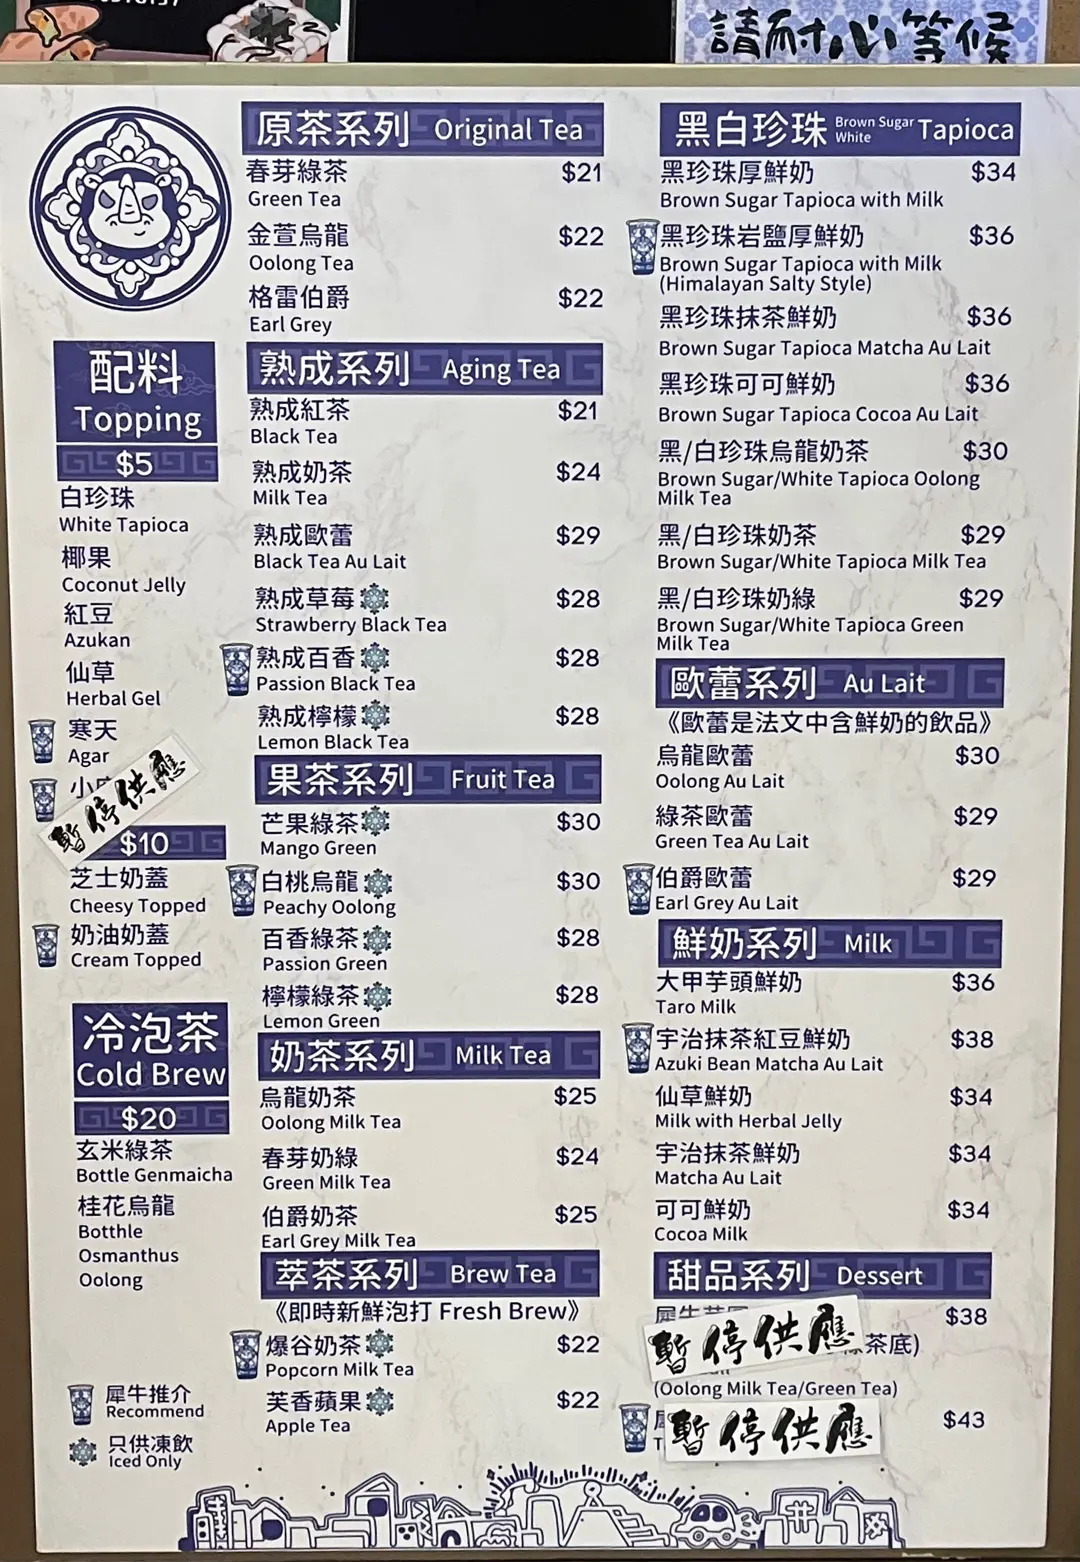 請耐心等候
原茶系列 Original Tea
春芽綠茶 $21
Green Tea
金萱烏龍 $22
Oolong Tea
格雷伯爵 $22
Earl Grey
熟成系列 Aging Tea
熟成紅茶 $21
Black Tea
熟成奶茶 $24
Milk Tea
熟成歐蕾 $29
Black Tea Au Lait
熟成草莓 $28
Strawberry Black Tea
熟成百香 $28
Passion Black Tea
熟成檸檬 $28
Lemon Black Tea
果茶系列 Fruit Tea
芒果綠茶 $30
Mango Green
白桃烏龍 $30
Peachy Oolong
百香綠茶 $28
Passion Green
檸檬綠茶 $28
Lemon Green
奶茶系列 Milk Tea
烏龍奶茶 $25
Oolong Milk Tea
春芽奶綠 $24
Green Milk Tea
伯爵奶茶 $25
Earl Grey Milk Tea
萃茶系列 Brew Tea
《即時新鮮泡打 Fresh Brew》
爆谷奶茶 $22
Popcorn Milk Tea
芙香蘋果 $22
Apple Tea
配料
Topping
$5
白珍珠
White Tapioca
椰果
Coconut Jelly
紅豆
Azukan
仙草
Herbal Gel
寒天
Agar
小
暫停供應
$10
芝士奶蓋
Cheesy Topped
奶油奶蓋
Cream Topped
冷泡茶
Cold Brew
$20
玄米綠茶
Bottle Genmaicha
桂花烏龍
Botthle
Osmanthus
Oolong
犀牛推介
Recommend
只供凍飲
Iced Only
黑白珍珠 Brown Sugar White Tapioca
黑珍珠厚鮮奶 $34
Brown Sugar Tapioca with Milk
黑珍珠岩鹽厚鮮奶 $36
Brown Sugar Tapioca with Milk
(Himalayan Salty Style)
黑珍珠抹茶鮮奶 $36
Brown Sugar Tapioca Matcha Au Lait
黑珍珠可可鮮奶 $36
Brown Sugar Tapioca Cocoa Au Lait
黑/白珍珠烏龍奶茶 $30
Brown Sugar/White Tapioca Oolong
Milk Tea
黑/白珍珠奶茶 $29
Brown Sugar/White Tapioca Milk Tea
黑/白珍珠奶綠 $29
Brown Sugar/White Tapioca Green
Milk Tea
歐蕾系列 Au Lait
《歐蕾是法文中含鮮奶的飲品》
烏龍歐蕾 $30
Oolong Au Lait
綠茶歐蕾 $29
Green Tea Au Lait
伯爵歐蕾 $29
Earl Grey Au Lait
鮮奶系列 Milk
大甲芋頭鮮奶 $36
Taro Milk
宇治抹茶紅豆鮮奶 $38
Azuki Bean Matcha Au Lait
仙草鮮奶 $34
Milk with Herbal Jelly
宇治抹茶鮮奶 $34
Matcha Au Lait
可可鮮奶 $34
Cocoa Milk
甜品系列 Dessert
$38
暫停供應
茶底)
(Oolong Milk Tea/Green Tea)
暫停供應 $43